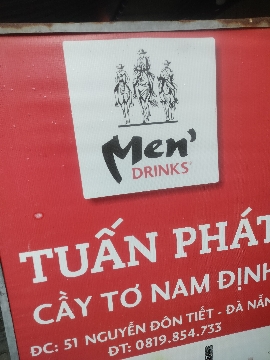 Men'
DRINKS
TUẤN PHÁT
CẦY TƠ NAM ĐỊNH
ĐC: 51 NGUYỄN ĐÔN TIẾT - ĐÀ NẴNG
ĐT: 0819.854.733